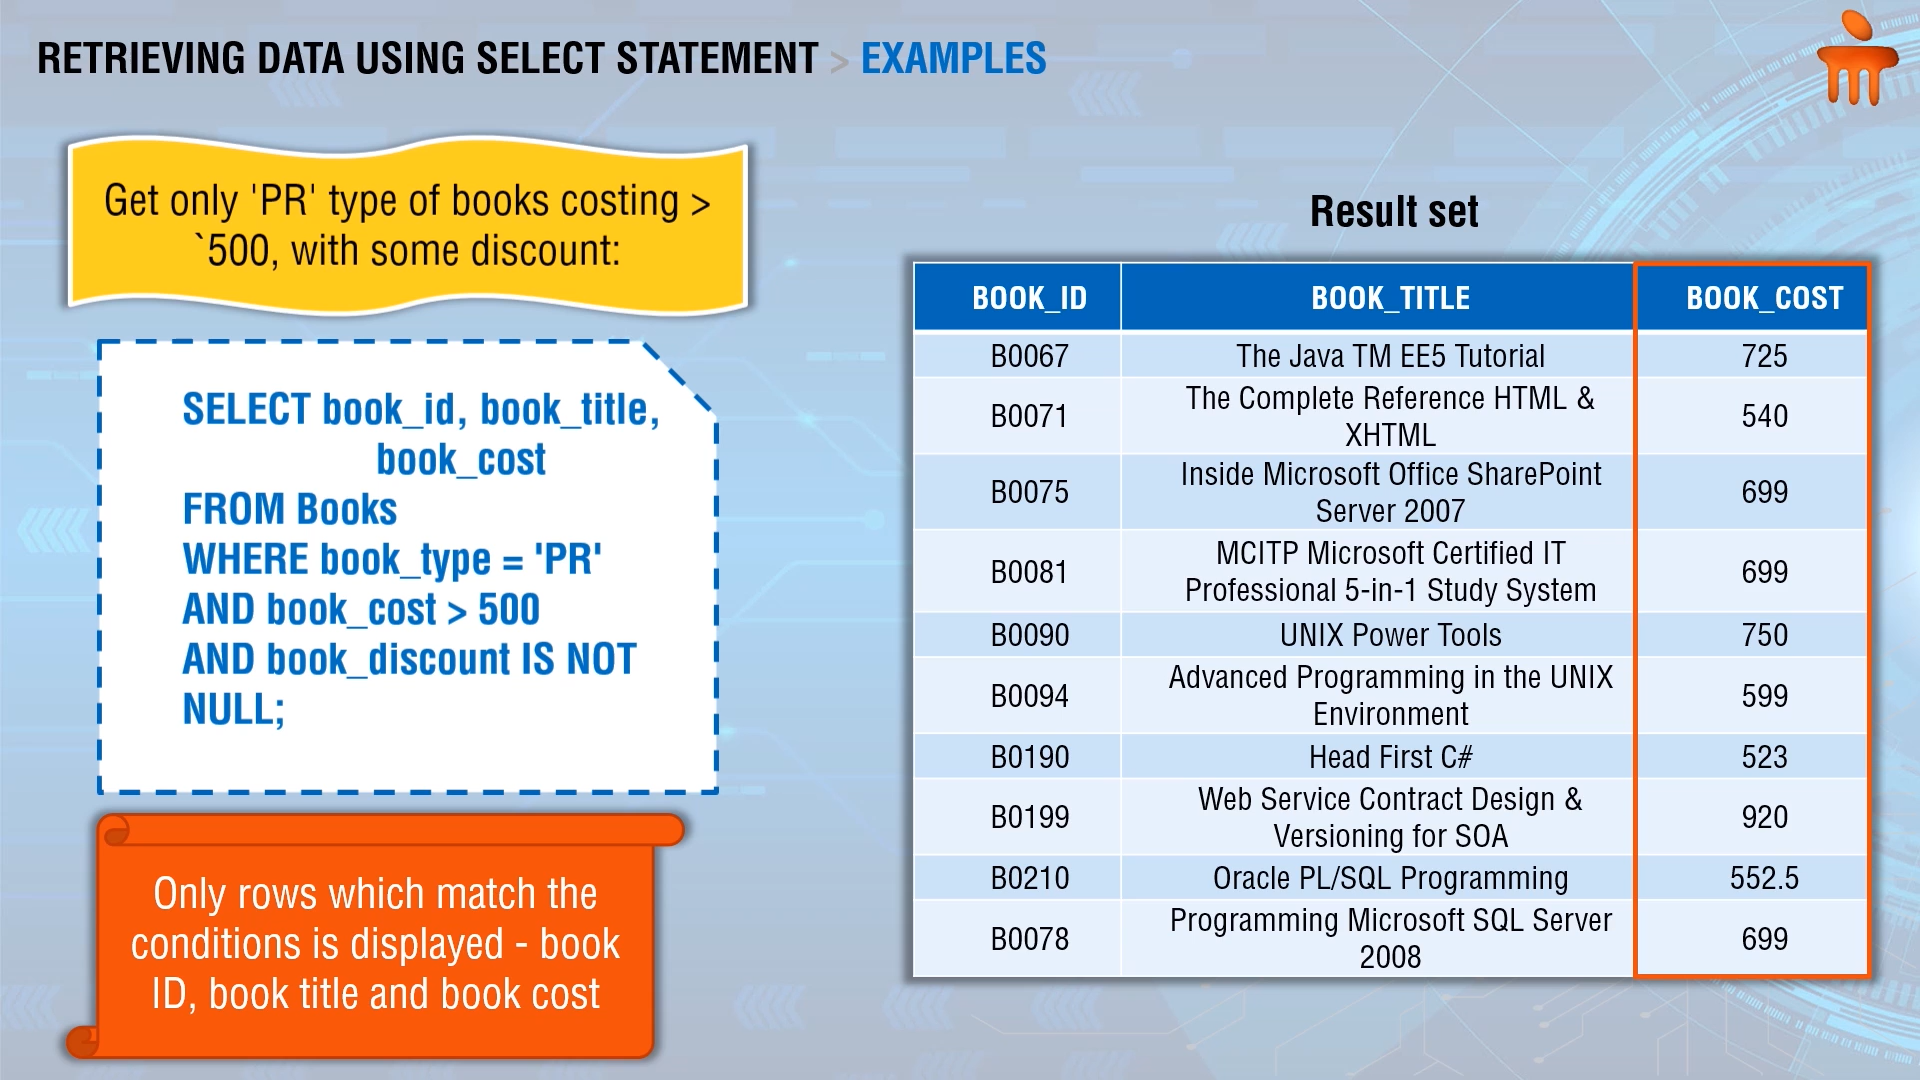 RETRIEVING DATA USING SELECT STATEMENT > EXAMPLES
Get only 'PR' type of books costing >
`500, with some discount:
SELECT book_id, book_title,
book_cost
FROM Books
WHERE book_type = 'PR'
AND book_cost > 500
AND book_discount IS NOT
NULL;
Only rows which match the
conditions is displayed - book
ID, book title and book cost
Result set
BOOK_ID BOOK_TITLE BOOK_COST
B0067 The Java TM EE5 Tutorial 725
B0071 The Complete Reference HTML &
XHTML 540
B0075 Inside Microsoft Office SharePoint
Server 2007 699
B0081 MCITP Microsoft Certified IT
Professional 5-in-1 Study System 699
B0090 UNIX Power Tools 750
B0094 Advanced Programming in the UNIX
Environment 599
B0190 Head First C# 523
B0199 Web Service Contract Design &
Versioning for SOA 920
B0210 Oracle PL/SQL Programming 552.5
B0078 Programming Microsoft SQL Server
2008 699